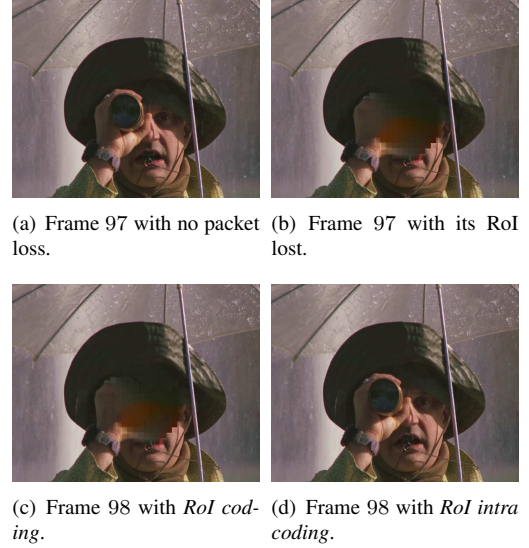 (a) Frame 97 with no packet
loss.
(b) Frame 97 with its RoI
lost.
(c) Frame 98 with RoI cod-
ing.
(d) Frame 98 with RoI intra
coding.